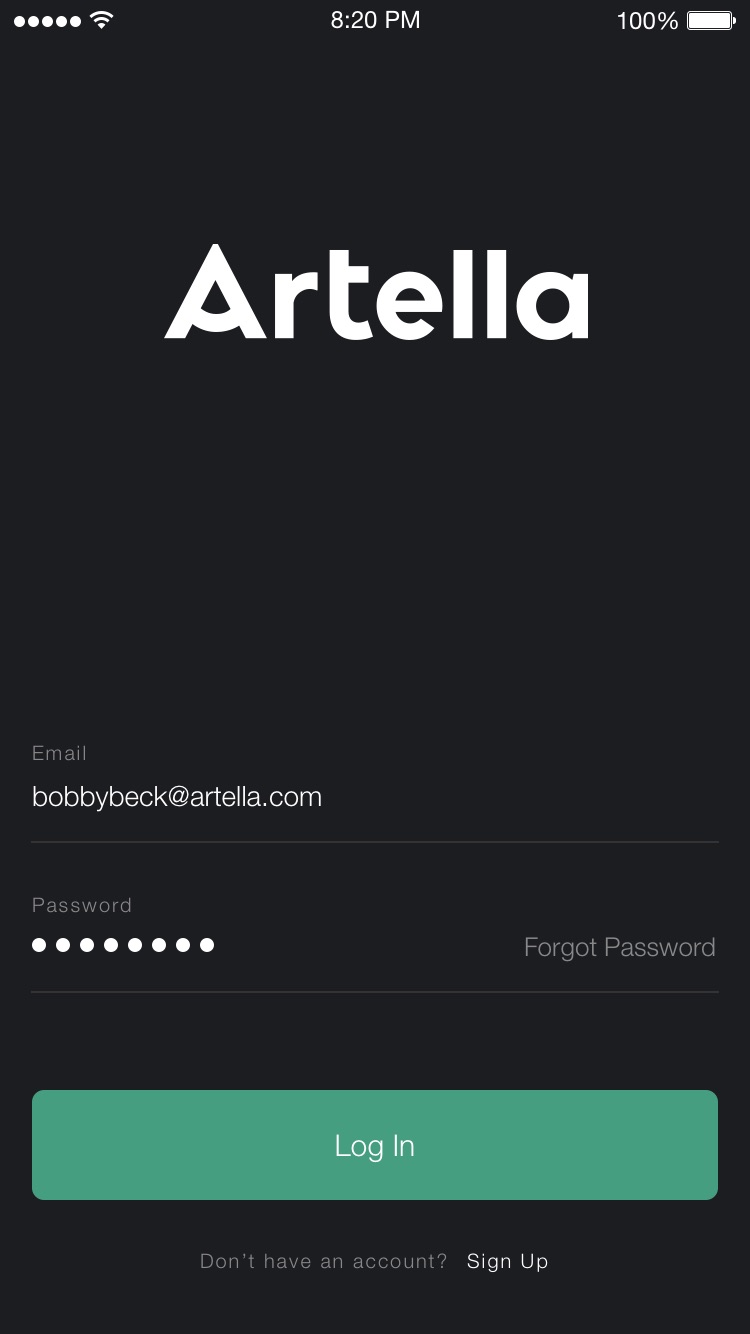 8:20 PM 100%
Artella
Email
bobbybeck@artella.com
Password
Forgot Password
Log In
Don't have an account? Sign Up